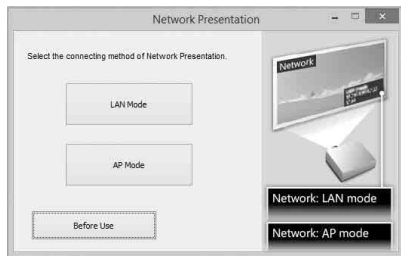 Network Presentation
Select the connecting method of Network Presentation.
LAN Mode
AP Mode
Before Use
Network
Network: LAN mode
Network: AP mode